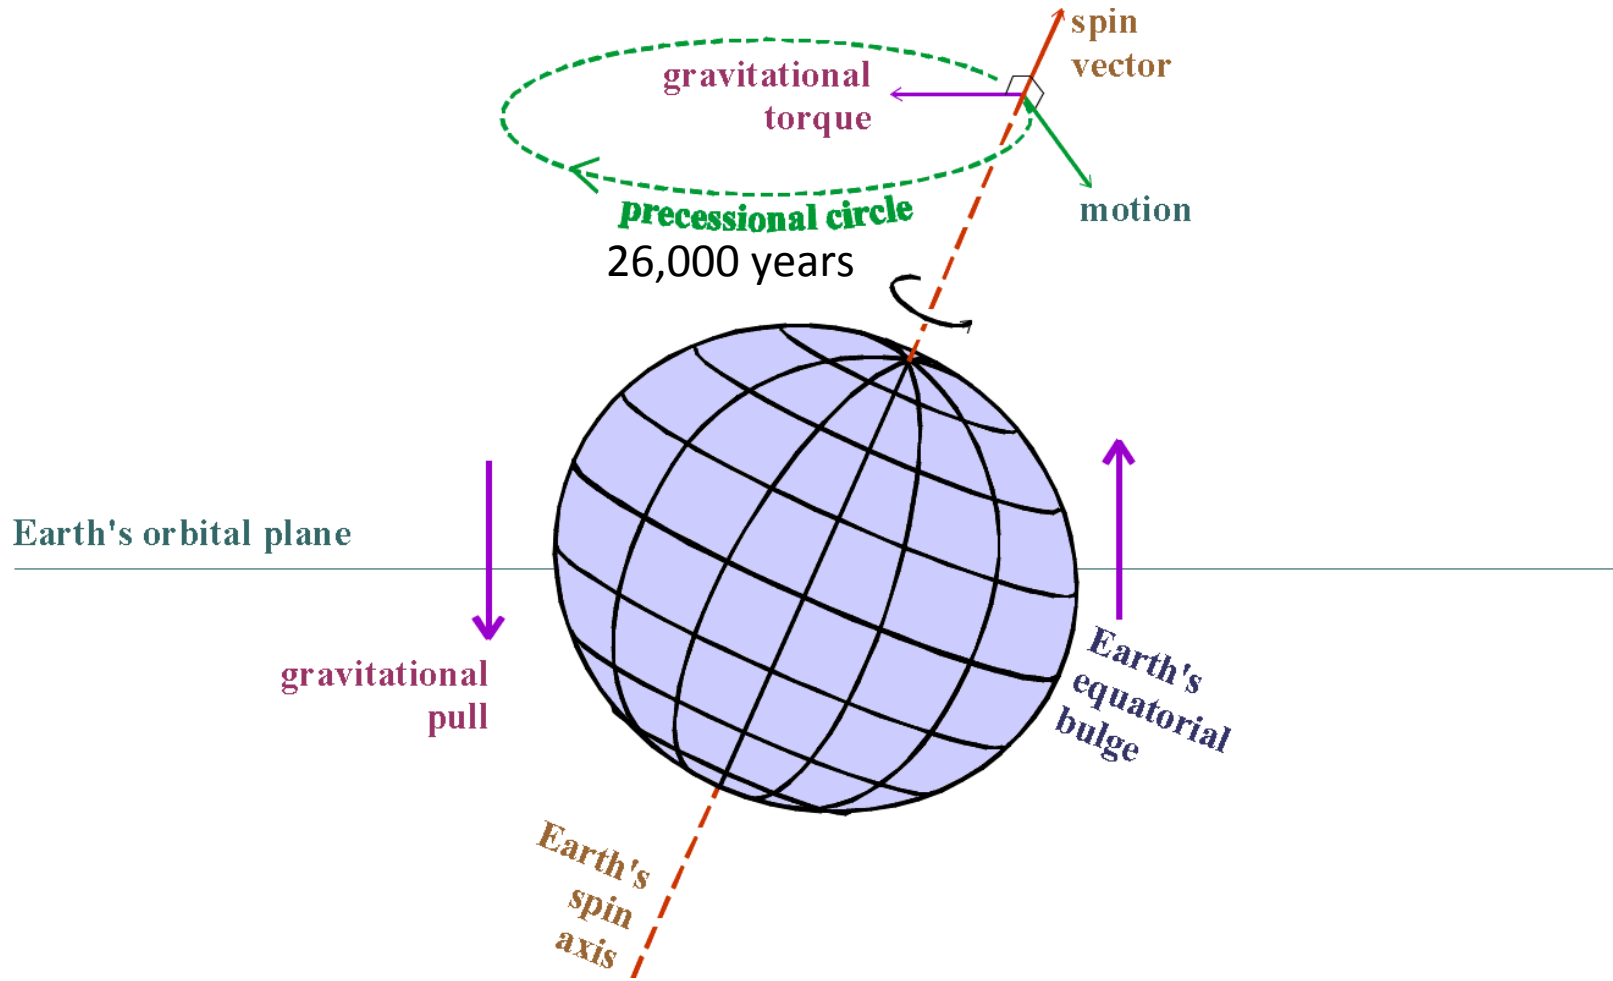 spin
vector
gravitational
torque
motion
precessional circle
26,000 years
Earth's orbital plane
gravitational
pull
Earth's
equatorial
bulge
Earth's
spin
axis